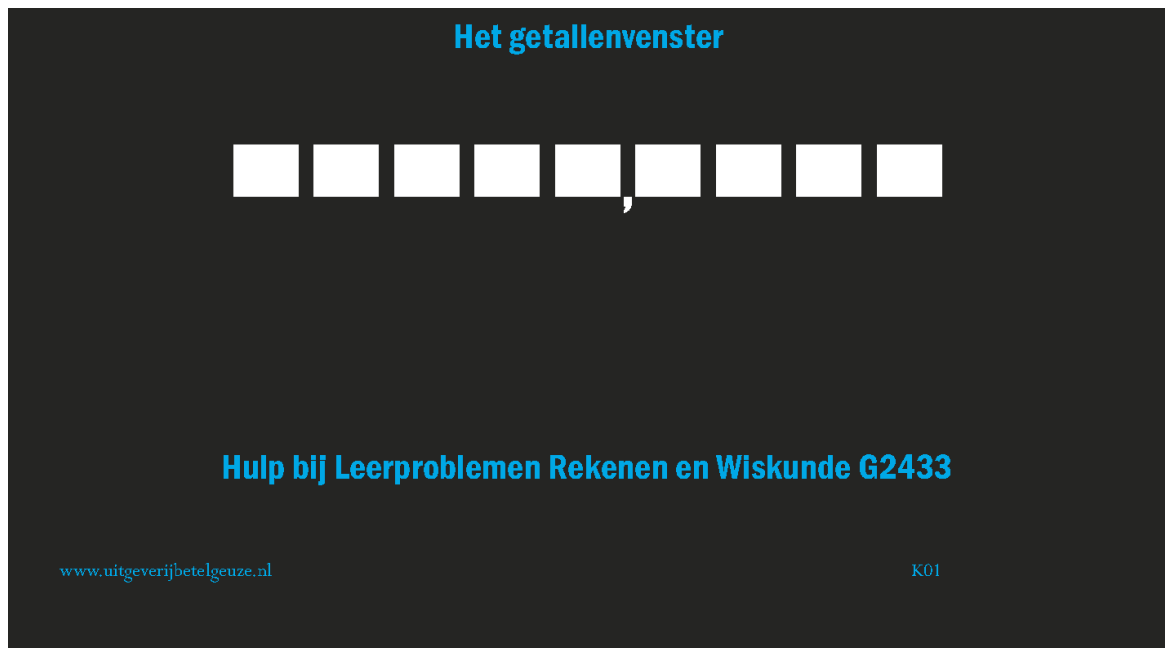 Het getallenvenster
,
Hulp bij Leerproblemen Rekenen en Wiskunde G2433
www.uitgeverijbetelgeuze.nl K01